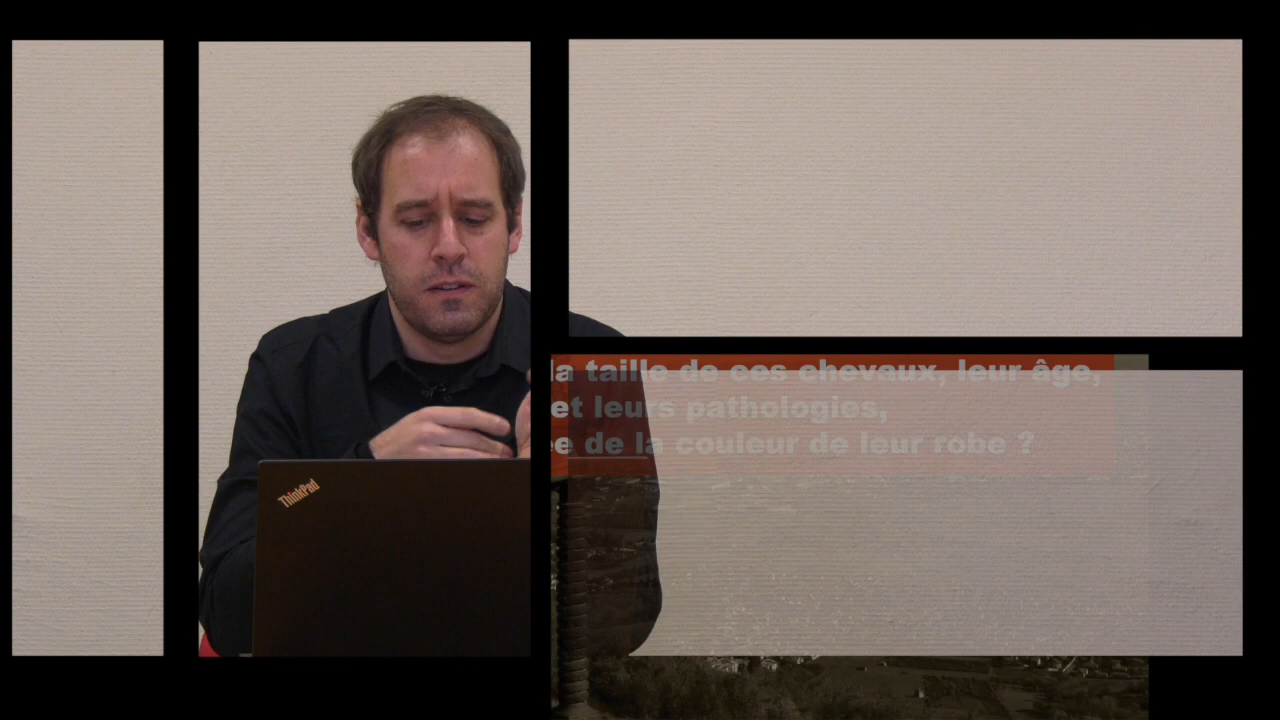 ThinkPad
la taille de ces chevaux, leur âge,
et leurs pathologies,
de la couleur de leur robe ?